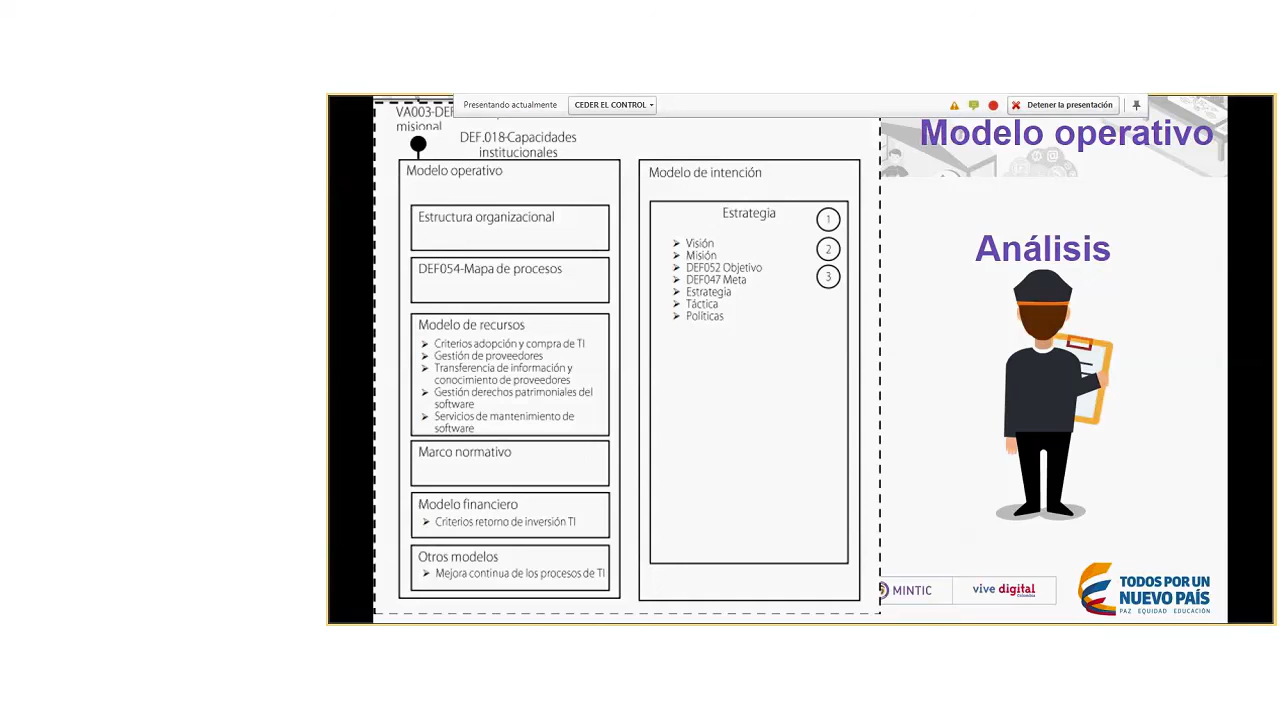 Presentando actualmente
CEDER EL CONTROL
Detener la presentación
VA003-DEF
misional
DEF.018-Capacidades
institucionales
Modelo operativo
Estructura organizacional
DEF054-Mapa de procesos
Modelo de recursos
Criterios adopción y compra de TI
Gestión de proveedores
Transferencia de información y
conocimiento de proveedores
Gestión derechos patrimoniales del
software
Servicios de mantenimiento de
software
Marco normativo
Modelo financiero
Criterios retorno de inversión TI
Otros modelos
Mejora continua de los procesos de TI
Modelo de intención
Estrategia
1
2
3
Visión
Misión
DEF052 Objetivo
DEF047 Meta
Estrategia
Táctica
Políticas
Modelo operativo
Análisis
MINTIC
vive digital
Colombia
TODOS POR UN
NUEVO PAÍS
PAZ EQUIDAD EDUCACIÓN